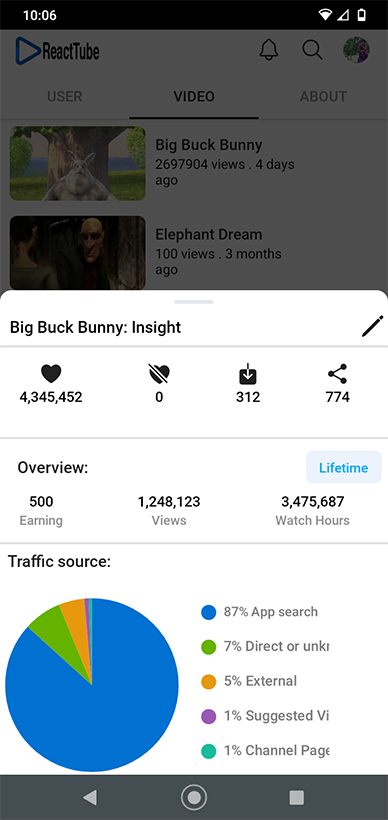 10:06
ReactTube
USER VIDEO ABOUT
Big Buck Bunny
2697904 views . 4 days
ago
Elephant Dream
100 views . 3 months
ago
Big Buck Bunny: Insight
4,345,452 0 312 774
Overview: Lifetime
500 1,248,123 3,475,687
Earning Views Watch Hours
Traffic source:
87% App search
7% Direct or unkr
5% External
1% Suggested Vi
1% Channel Page